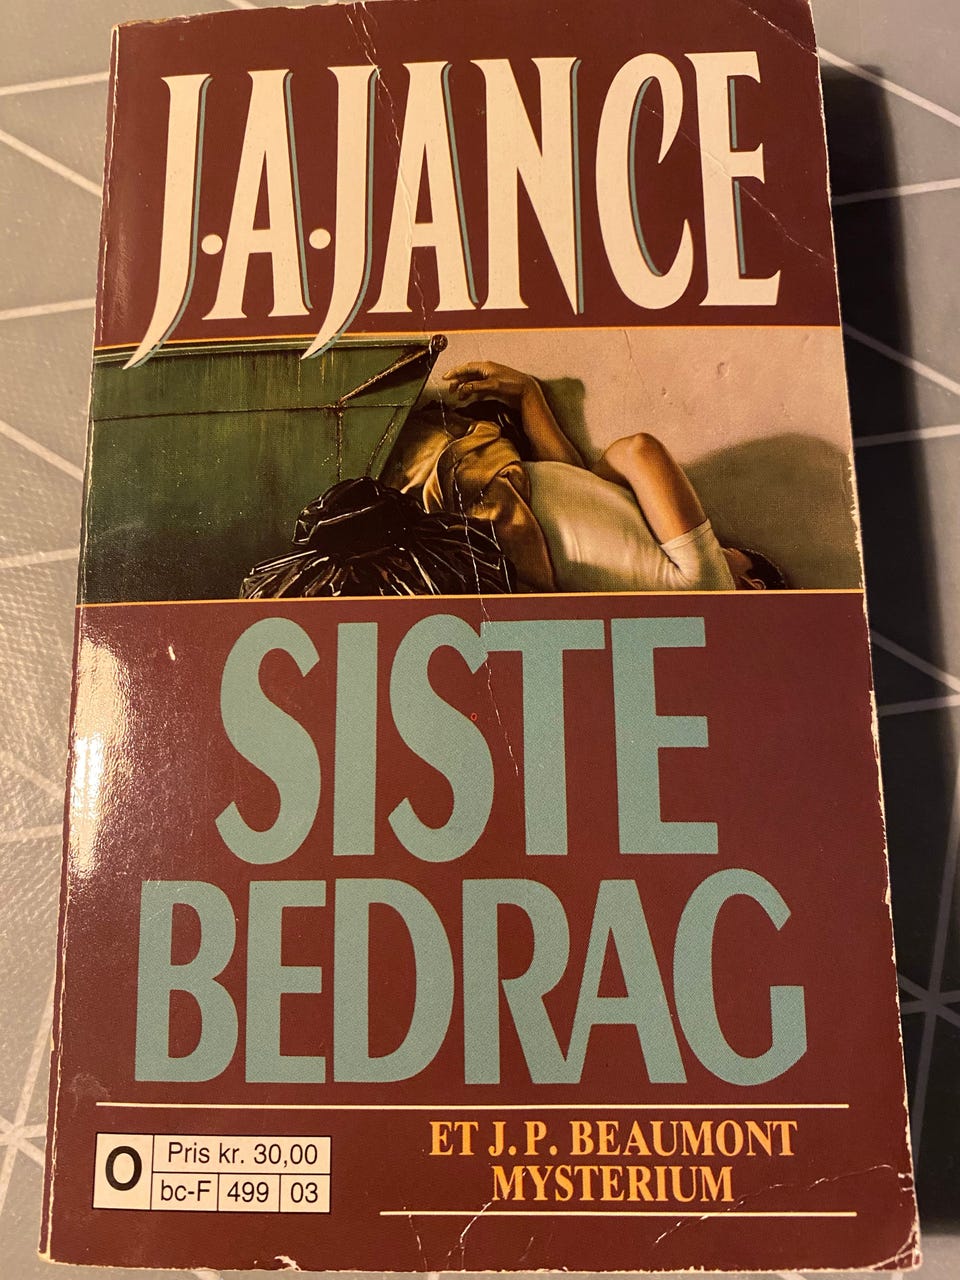 J.A.JANCE
SISTE
BEDRAG
ET J.P. BEAUMONT
MYSTERIUM
O
Pris kr. 30,00
bc-F 499 03